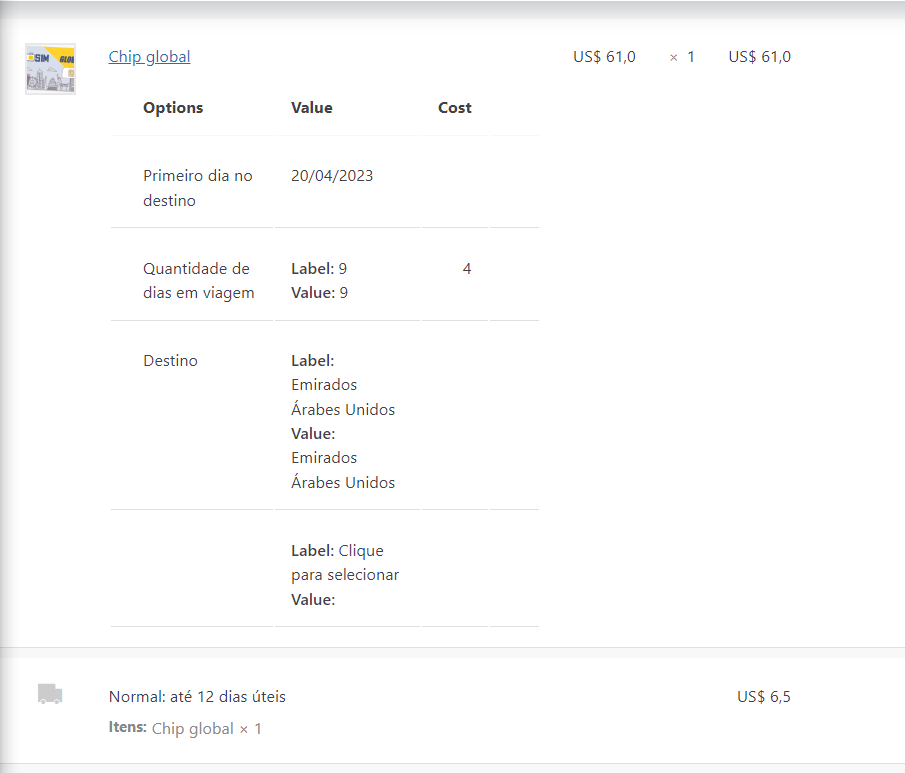 SIM GLOB
Chip global US$ 61,0 × 1 US$ 61,0
Options Value Cost
Primeiro dia no 20/04/2023
destino
Quantidade de Label: 9 4
dias em viagem Value: 9
Destino Label:
Emirados
Árabes Unidos
Value:
Emirados
Árabes Unidos
Label: Clique
para selecionar
Value:
Normal: até 12 dias úteis US$ 6,5
Itens: Chip global × 1